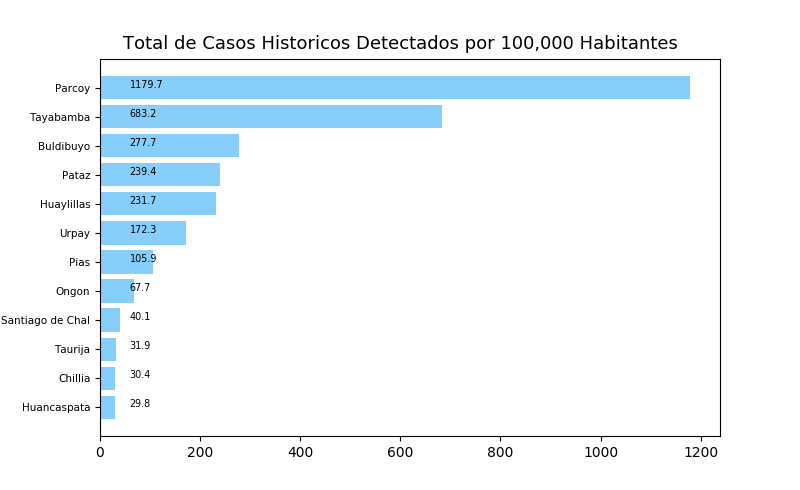 Total de Casos Historicos Detectados por 100,000 Habitantes
Parcoy 1179.7
Tayabamba 683.2
Buldibuyo 277.7
Pataz 239.4
Huaylillas 231.7
Urpay 172.3
Pias 105.9
Ongon 67.7
Santiago de Chal 40.1
Taurija 31.9
Chillia 30.4
Huancaspata 29.8
0 200 400 600 800 1000 1200